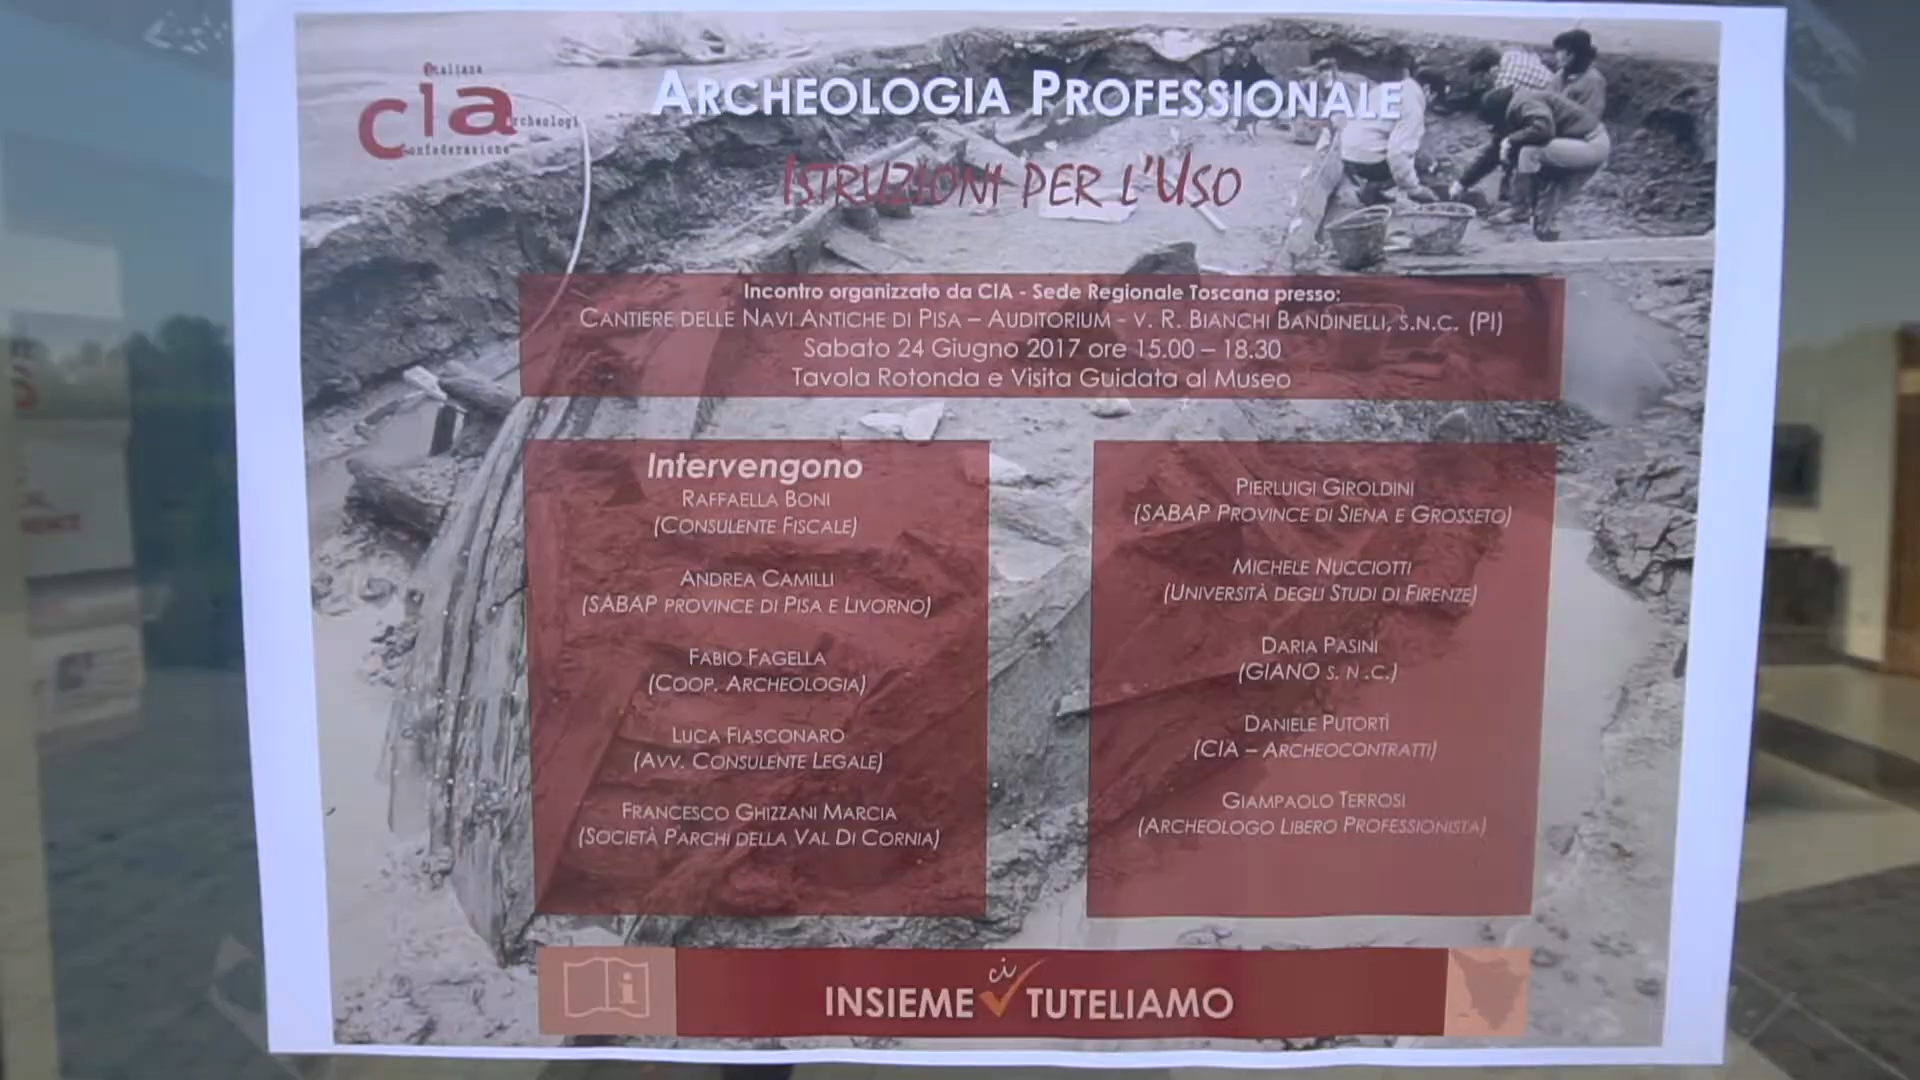 italiana
cia
archeologi
confederazione
ARCHEOLOGIA PROFESSIONALE
ISTRUZIONI PER L'USO
Incontro organizzato da CIA - Sede Regionale Toscana presso:
CANTIERE DELLE NAVI ANTICHE DI PISA – AUDITORIUM - V. R. BIANCHI BANDINELLI, S.N.C. (PI)
Sabato 24 Giugno 2017 ore 15.00 – 18.30
Tavola Rotonda e Visita Guidata al Museo
Intervengono
RAFFAELLA BONI
(CONSULENTE FISCALE)
ANDREA CAMILLI
(SABAP PROVINCE DI PISA E LIVORNO)
FABIO FAGELLA
(COOP. ARCHEOLOGIA)
LUCA FIASCONARO
(AVV. CONSULENTE LEGALE)
FRANCESCO GHIZZANI MARCIA
(SOCIETÀ PARCHI DELLA VAL DI CORNIA)
PIERLUIGI GIROLDINI
(SABAP PROVINCE DI SIENA E GROSSETO)
MICHELE NUCCIOTTI
(UNIVERSITÀ DEGLI STUDI DI FIRENZE)
DARIA PASINI
(GIANO S. N .C.)
DANIELE PUTORTÌ
(CIA – ARCHEOCONTRATTI)
GIAMPAOLO TERROSI
(ARCHEOLOGO LIBERO PROFESSIONISTA)
INSIEME ci TUTELIAMO